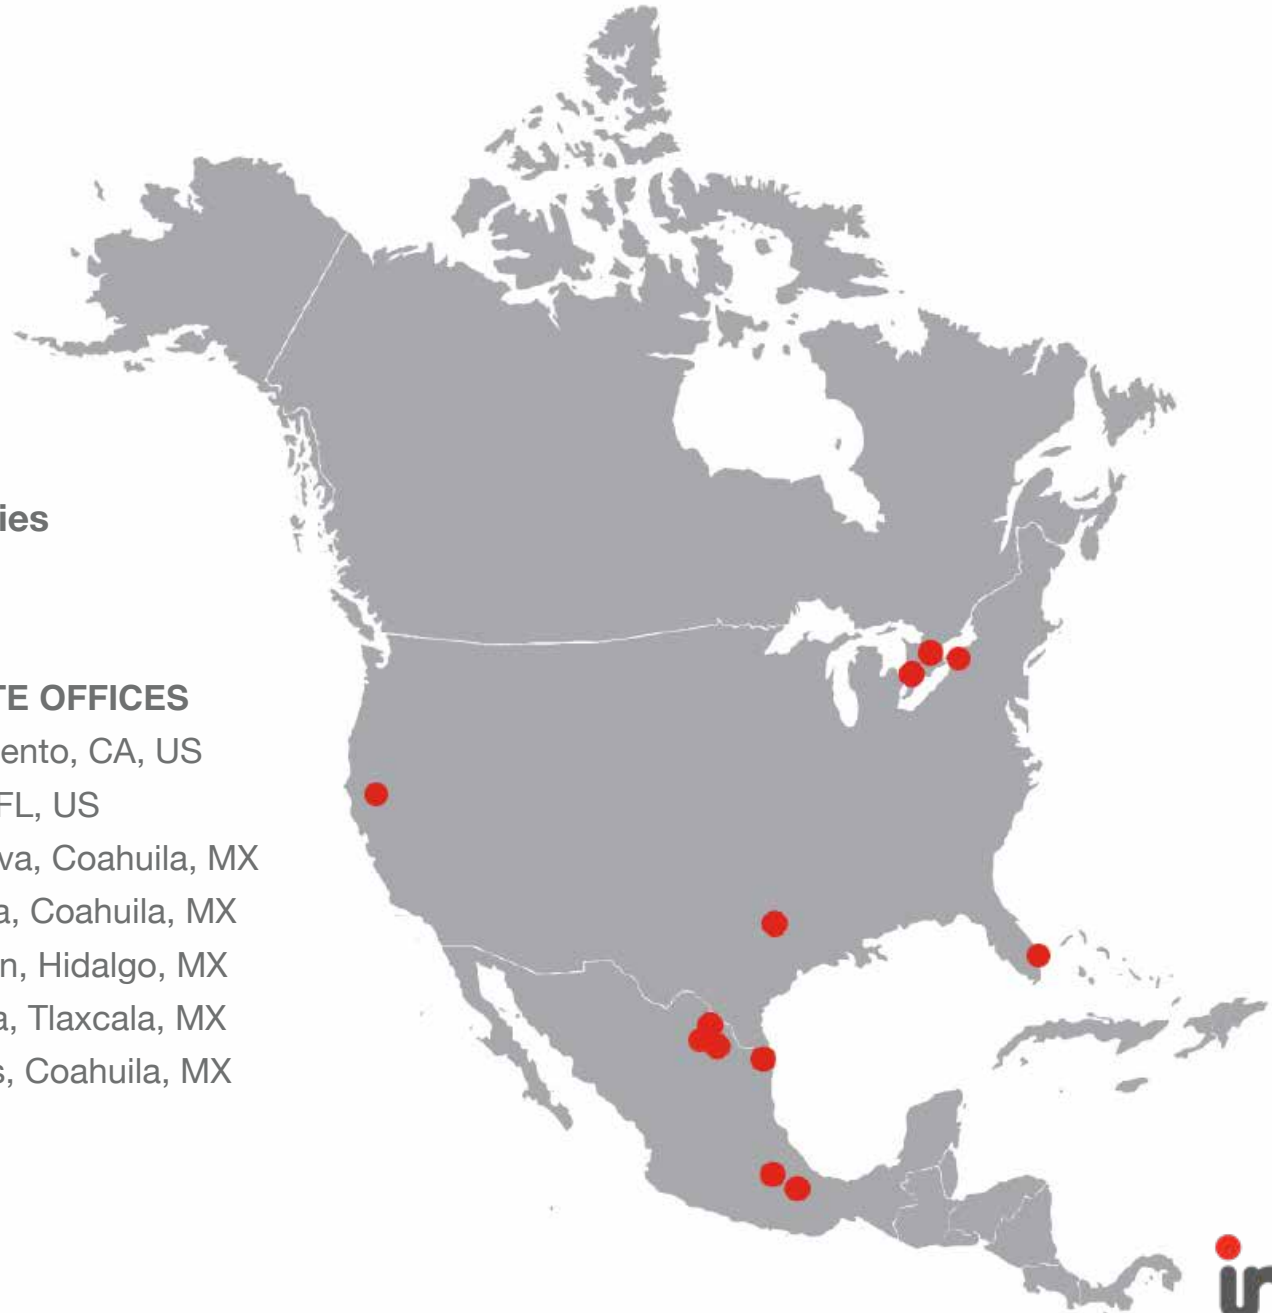 ies
TE OFFICES
ento, CA, US
FL, US
va, Coahuila, MX
a, Coahuila, MX
n, Hidalgo, MX
a, Tlaxcala, MX
s, Coahuila, MX
in